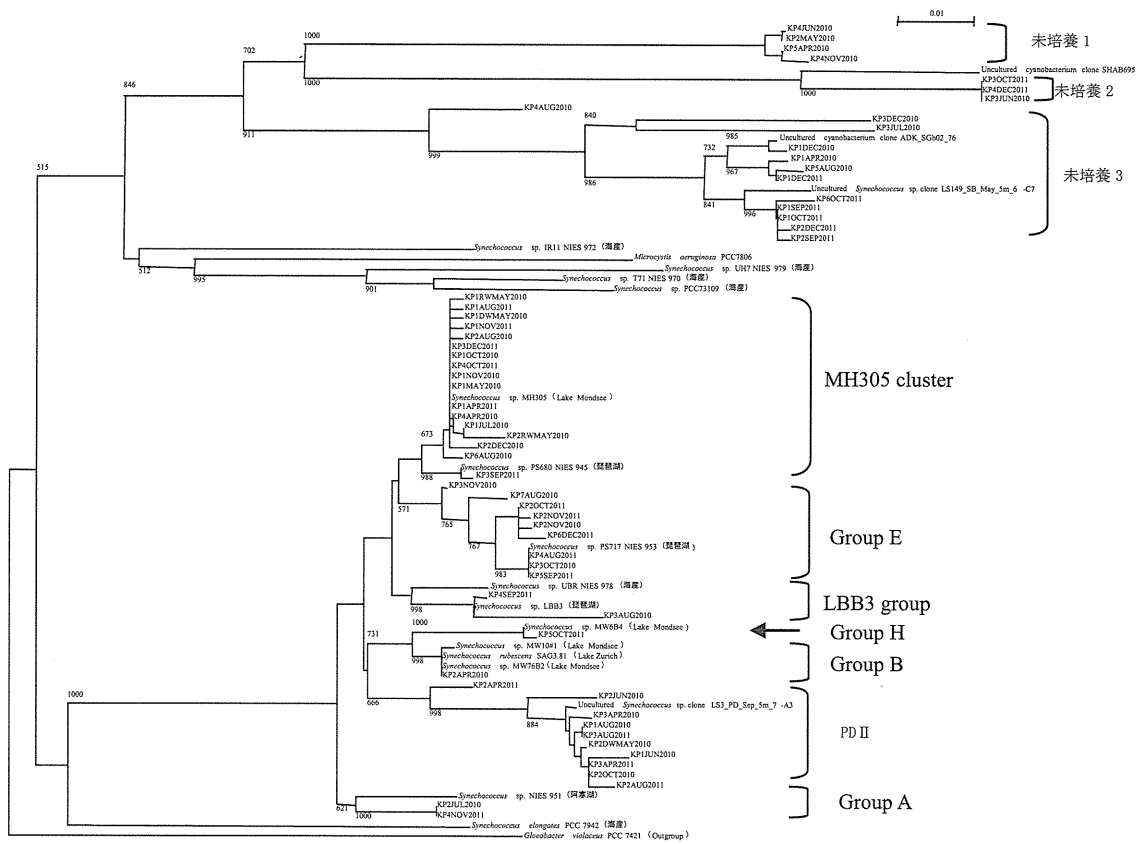 0.01
KP4JUN2010
1000
KP2MAY2010
未培養 1
702
KP5APR2010
KP4NOV2010
Uncultured cyanobacterium clone SHAB695
1000
KP3OCT2011
846
1000
KP4DEC2011
未培養 2
KP3JUN2010
KP4AUG2010
840
KP3DEC2010
911
KP3JUL2010
985
Uncultured cyanobacterium clone ADK_SGh02_76
999
732
KP1DEC2010
KP1APR2010
515
967
KP5AUG2010
986
KP1DEC2011
未培養 3
Uncultured Synechococcus sp. clone LS149_SB_May_5m_6 -C7
841
KP6OCT2011
996
KP1SEP2011
KP1OCT2011
KP2DEC2011
KP2SEP2011
Synechococcus sp. IR11 NIES 972 (海産)
Microcystis aeruginosa PCC7806
512
Synechococcus sp. UH7 NIES 979 (海産)
995
Synechococcus sp. T71 NIES 970 (海産)
901
Synechococcus sp. PCC73109 (海産)
KP1RWMAY2010
KP1AUG2011
KP1DWMAY2010
KP1NOV2011
KP2AUG2010
KP3DEC2011
KP1OCT2010
KP4OCT2011
KP1NOV2010
MH305 cluster
KP1MAY2010
Synechococcus sp. MH305 (Lake Mondsee)
KP1APR2011
KP4APR2010
KP1JUL2010
673
KP2RWMAY2010
KP2DEC2010
KP6AUG2010
Synechococcus sp. PS680 NIES 945 (琵琶湖)
988
KP3SEP2011
KP3NOV2010
KP7AUG2010
571
KP2OCT2011
KP2NOV2011
765
KP2NOV2010
KP6DEC2011
Group E
767
Synechococcus sp. PS717 NIES 953 (琵琶湖)
KP4AUG2011
KP3OCT2010
983
KP5SEP2011
Synechococcus sp. UBR NIES 978 (海産)
KP4SEP2011
998
Synechococcus sp. LBB3 (琵琶湖)
LBB3 group
KP3AUG2010
1000
Synechococcus sp. MW6B4 (Lake Mondsee)
Group H
731
KP5OCT2011
Synechococcus sp. MW10#1 (Lake Mondsee)
998
Synechococcus rubescens SAG3.81 (Lake Zurich)
Synechococcus sp. MW76B2 (Lake Mondsee)
Group B
KP2APR2010
KP2APR2011
1000
666
KP2JUN2010
998
Uncultured Synechococcus sp. clone LS3_PD_Sep_5m_7 -A3
884
KP3APR2010
KP1AUG2010
KP3AUG2011
PD II
KP2DWMAY2010
KP1JUN2010
KP3APR2011
KP2OCT2010
KP2AUG2011
Synechococcus sp. NIES 951 (阿寒湖)
621
KP2JUL2010
Group A
1000
KP4NOV2011
Synechococcus elongates PCC 7942 (海産)
Gloeobacter violaceus PCC 7421 (Outgroup)